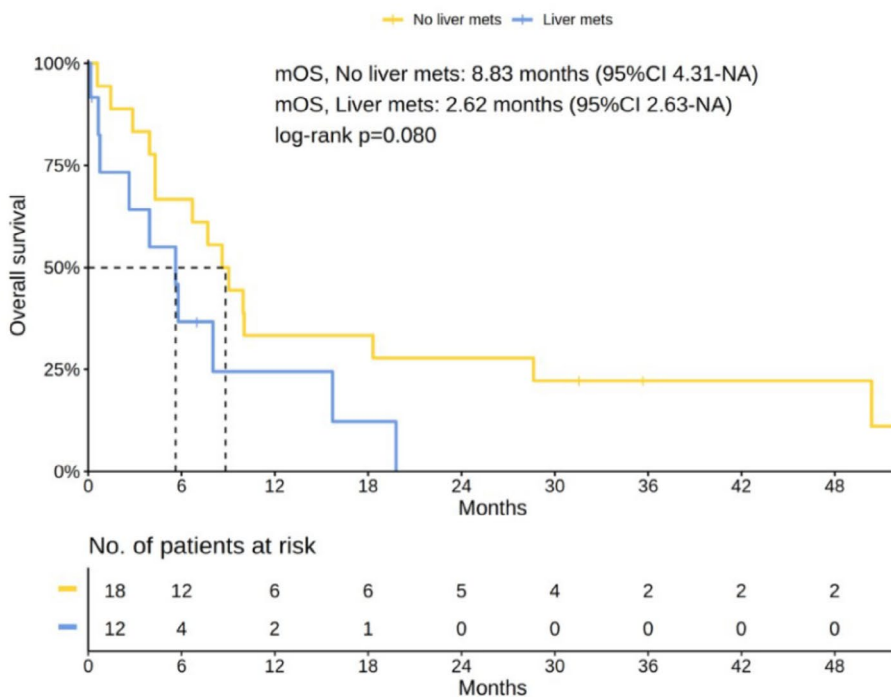 No liver mets Liver mets
100%
mOS, No liver mets: 8.83 months (95%CI 4.31-NA)
mOS, Liver mets: 2.62 months (95%CI 2.63-NA)
log-rank p=0.080
75%
Overall survival
50%
25%
0%
0 6 12 18 24 30 36 42 48
Months
No. of patients at risk
18 12 6 6 5 4 2 2 2
12 4 2 1 0 0 0 0 0
0 6 12 18 24 30 36 42 48
Months